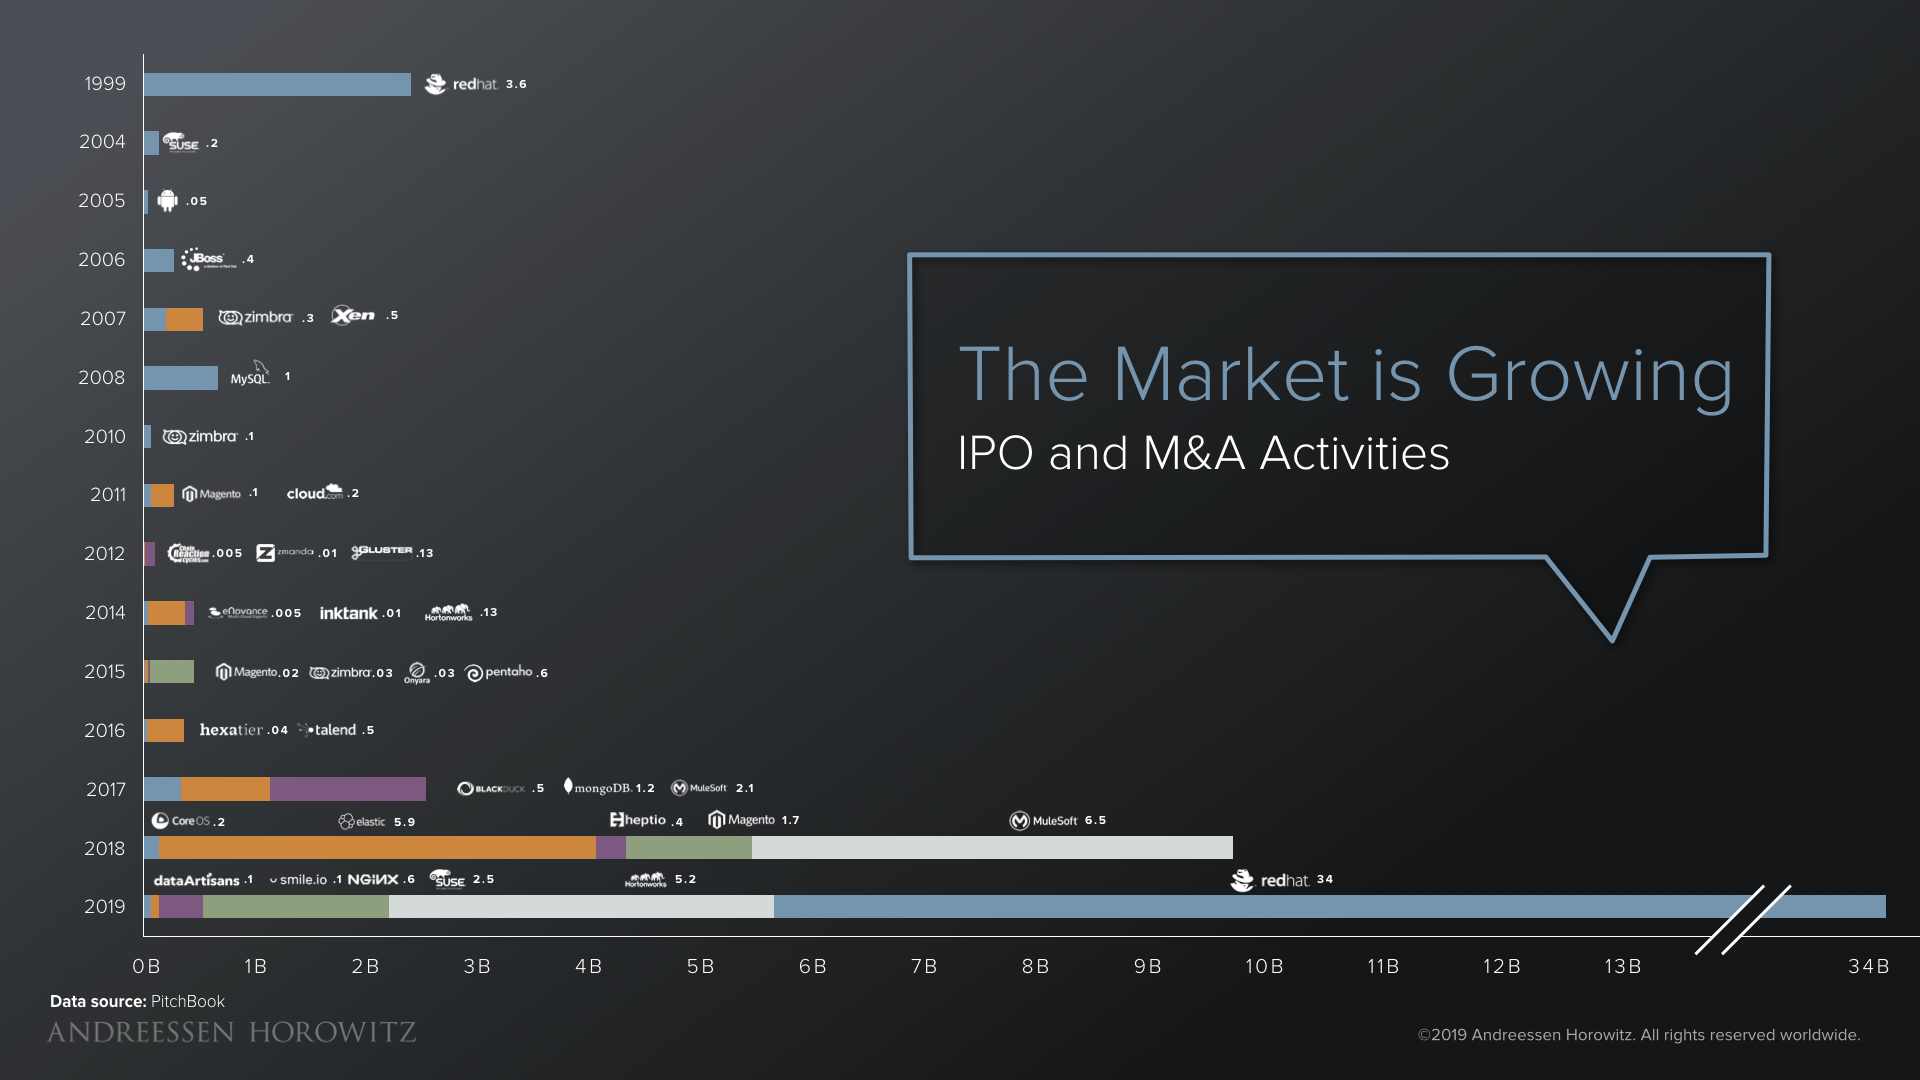 1999 redhat. 3.6
2004 SUSE .2
2005 .05
2006 JBoss .4
2007 zimbra .3 Xen .5
2008 MySQL 1
2010 zimbra .1
2011 Magento .1 cloud.com .2
2012 Chain Reaction cycles.com .005 zmanda .01 GLUSTER .13
2014 eNovance .005 inktank .01 Hortonworks .13
2015 Magento .02 zimbra .03 Onyara .03 pentaho .6
2016 hexatier .04 talend .5
2017 BLACKDUCK .5 mongoDB. 1.2 MuleSoft 2.1
CoreOS .2 elastic 5.9 heptio .4 Magento 1.7 MuleSoft 6.5
2018
dataArtisans .1 smile.io .1 NGiNX .6 SUSE 2.5 Hortonworks 5.2 redhat. 34
2019
0B 1B 2B 3B 4B 5B 6B 7B 8B 9B 10B 11B 12B 13B 34B
The Market is Growing
IPO and M&A Activities
Data source: PitchBook
ANDREESSEN HOROWITZ
©2019 Andreessen Horowitz. All rights reserved worldwide.